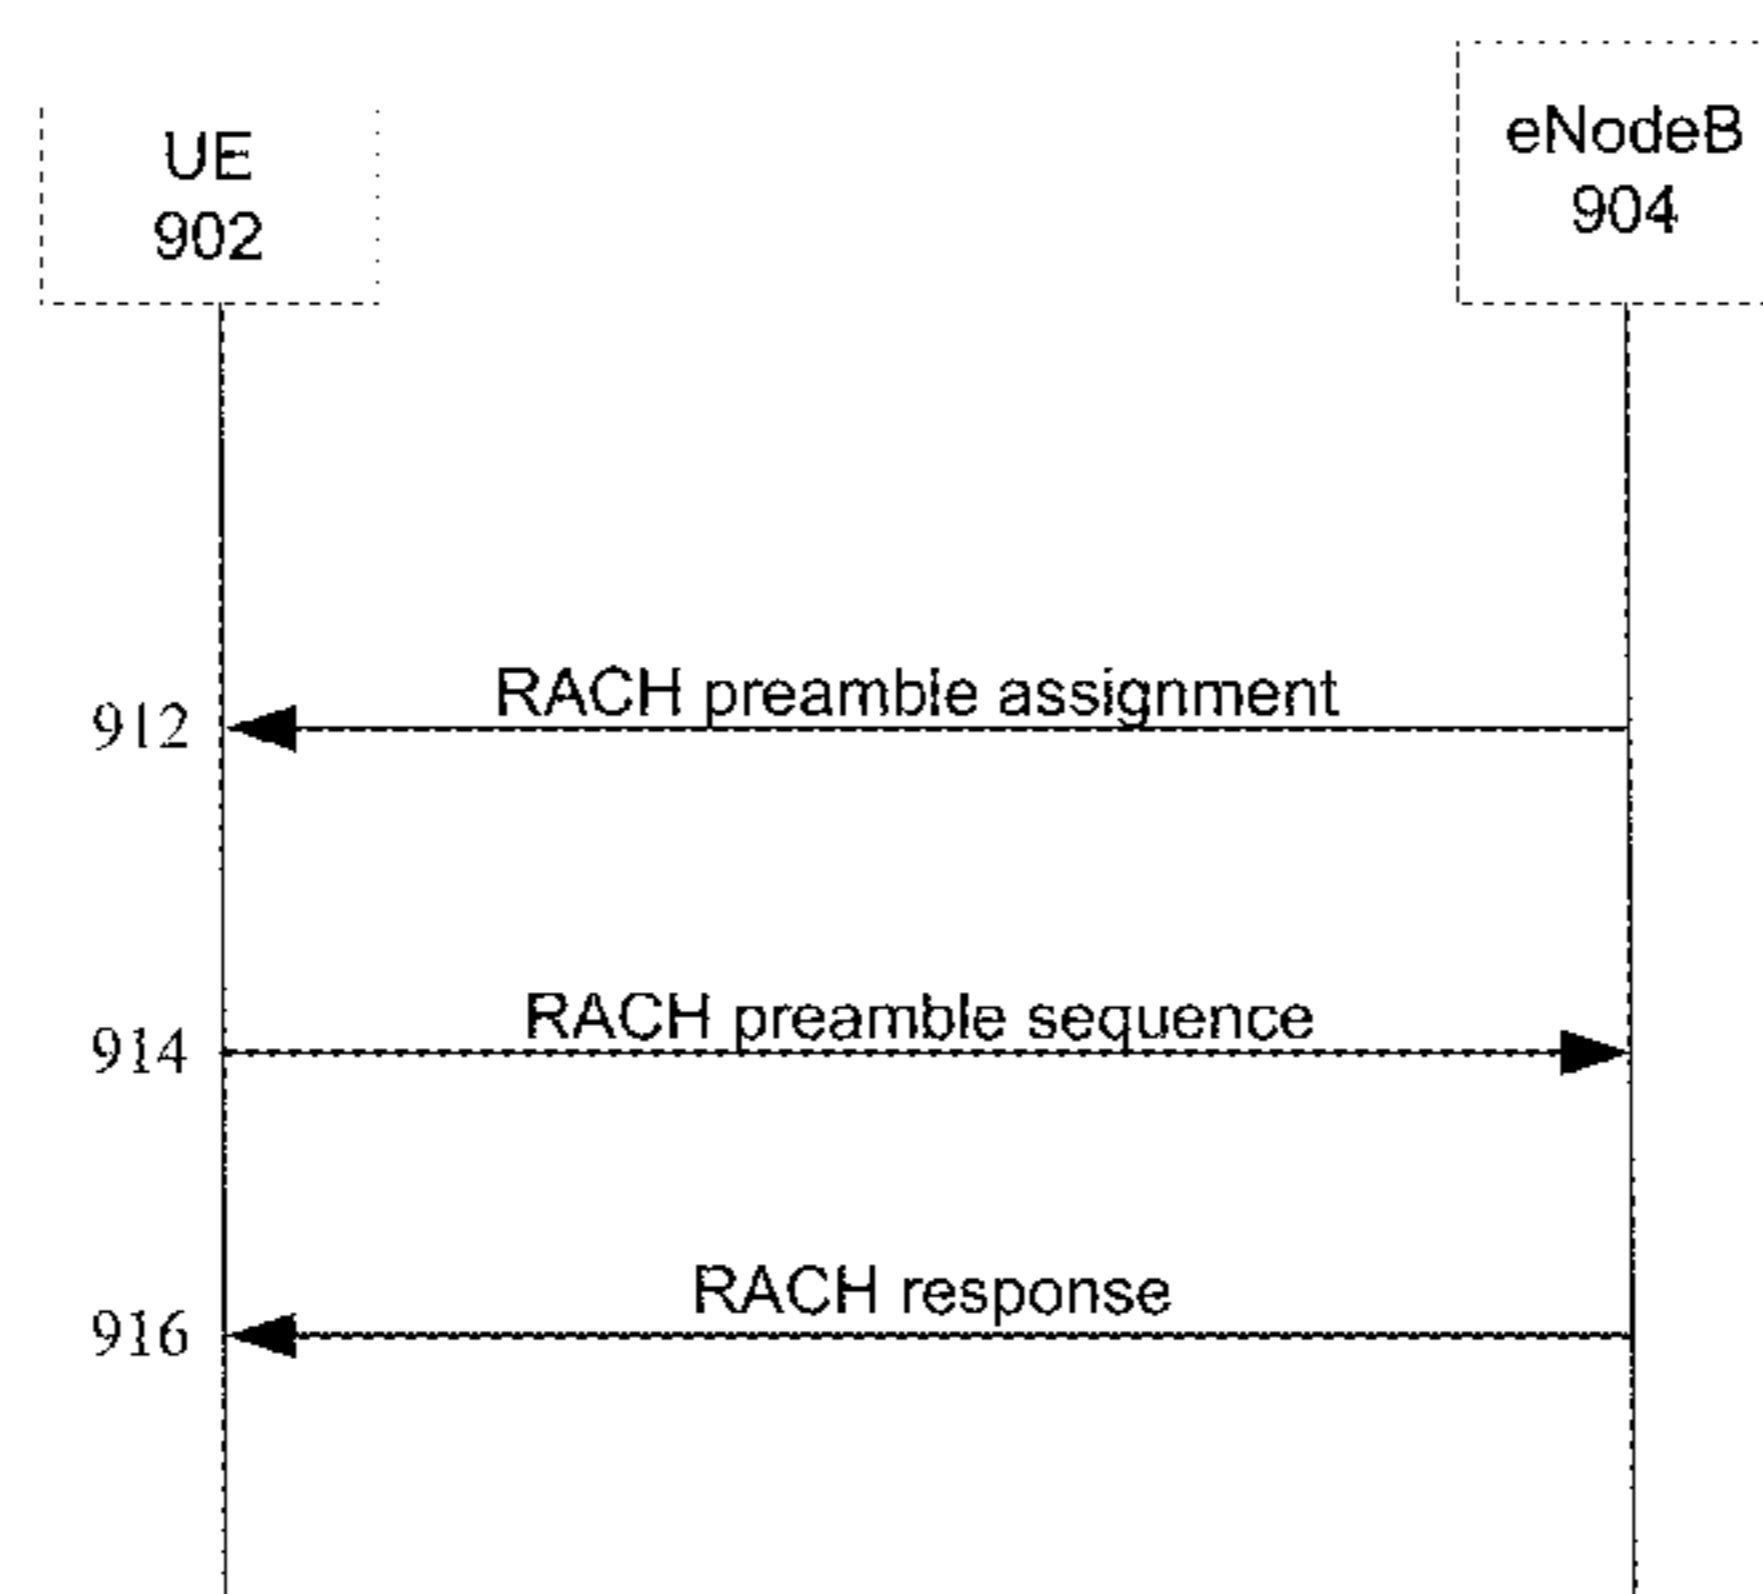 UE
902
eNodeB
904
RACH preamble assignment
912
RACH preamble sequence
914
RACH response
916